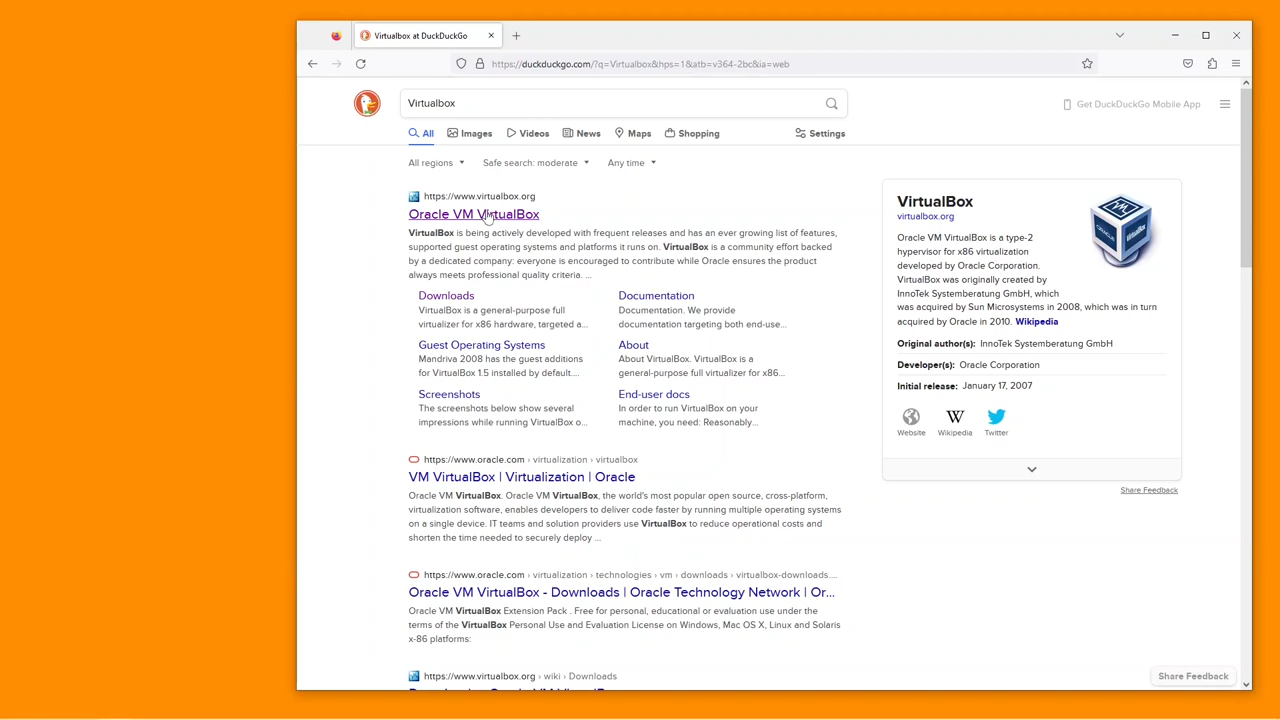 Virtualbox at DuckDuckGo
https://duckduckgo.com/?q=Virtualbox&hps=1&atb=v364-2bc&ia=web
Virtualbox
Get DuckDuckGo Mobile App
All Images Videos News Maps Shopping Settings
All regions Safe search: moderate Any time
https://www.virtualbox.org
Oracle VM VirtualBox
VirtualBox is being actively developed with frequent releases and has an ever growing list of features,
supported guest operating systems and platforms it runs on. VirtualBox is a community effort backed
by a dedicated company: everyone is encouraged to contribute while Oracle ensures the product
always meets professional quality criteria. ...
Downloads
VirtualBox is a general-purpose full
virtualizer for x86 hardware, targeted a...
Documentation
Documentation. We provide
documentation targeting both end-use...
Guest Operating Systems
Mandriva 2008 has the guest additions
for VirtualBox 1.5 installed by default....
About
About VirtualBox. VirtualBox is a
general-purpose full virtualizer for x86...
Screenshots
The screenshots below show several
impressions while running VirtualBox o...
End-user docs
In order to run VirtualBox on your
machine, you need: Reasonably...
https://www.oracle.com › virtualization › virtualbox
VM VirtualBox | Virtualization | Oracle
Oracle VM VirtualBox. Oracle VM VirtualBox, the world's most popular open source, cross-platform,
virtualization software, enables developers to deliver code faster by running multiple operating systems
on a single device. IT teams and solution providers use VirtualBox to reduce operational costs and
shorten the time needed to securely deploy ...
https://www.oracle.com › virtualization › technologies › vm › downloads › virtualbox-downloads....
Oracle VM VirtualBox - Downloads | Oracle Technology Network | Or...
Oracle VM VirtualBox Extension Pack . Free for personal, educational or evaluation use under the
terms of the VirtualBox Personal Use and Evaluation License on Windows, Mac OS X, Linux and Solaris
x-86 platforms:
https://www.virtualbox.org › wiki › Downloads
VirtualBox
virtualbox.org
Oracle VM VirtualBox is a type-2
hypervisor for x86 virtualization
developed by Oracle Corporation.
VirtualBox was originally created by
InnoTek Systemberatung GmbH, which
was acquired by Sun Microsystems in 2008, which was in turn
acquired by Oracle in 2010. Wikipedia
Original author(s): InnoTek Systemberatung GmbH
Developer(s): Oracle Corporation
Initial release: January 17, 2007
Website Wikipedia Twitter
Share Feedback
Share Feedback